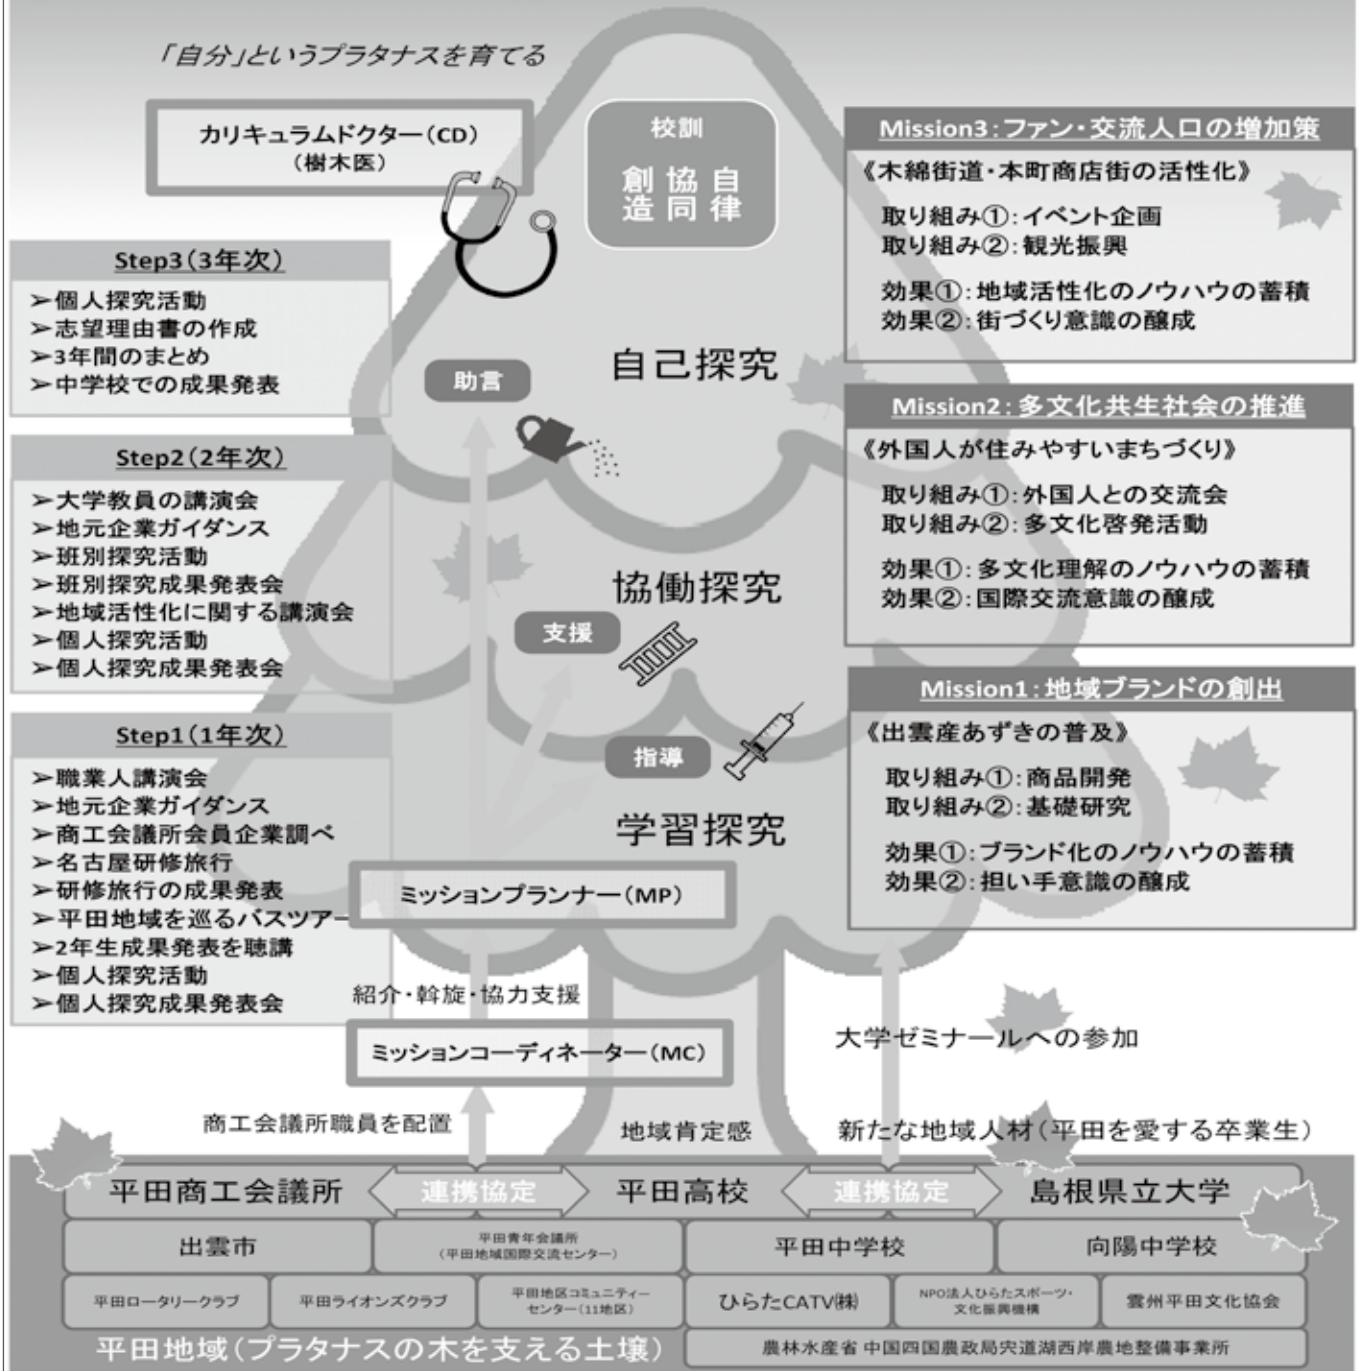 「自分」というプラタナスを育てる
カリキュラムドクター(CD)
(樹木医)
校訓
自律
協同
創造
Step3(3年次)
➢個人探究活動
➢志望理由書の作成
➢3年間のまとめ
➢中学校での成果発表
Step2(2年次)
➢大学教員の講演会
➢地元企業ガイダンス
➢班別探究活動
➢班別探究成果発表会
➢地域活性化に関する講演会
➢個人探究活動
➢個人探究成果発表会
Step1(1年次)
➢職業人講演会
➢地元企業ガイダンス
➢商工会議所会員企業調べ
➢名古屋研修旅行
➢研修旅行の成果発表
➢平田地域を巡るバスツアー
➢2年生成果発表を聴講
➢個人探究活動
➢個人探究成果発表会
自己探究
助言
協働探究
支援
指導
学習探究
Mission3:ファン・交流人口の増加策
《木綿街道・本町商店街の活性化》
取り組み①:イベント企画
取り組み②:観光振興
効果①:地域活性化のノウハウの蓄積
効果②:街づくり意識の醸成
Mission2:多文化共生社会の推進
《外国人が住みやすいまちづくり》
取り組み①:外国人との交流会
取り組み②:多文化啓発活動
効果①:多文化理解のノウハウの蓄積
効果②:国際交流意識の醸成
Mission1:地域ブランドの創出
《出雲産あずきの普及》
取り組み①:商品開発
取り組み②:基礎研究
効果①:ブランド化のノウハウの蓄積
効果②:担い手意識の醸成
ミッションプランナー(MP)
紹介・斡旋・協力支援
ミッションコーディネーター(MC)
大学ゼミナールへの参加
商工会議所職員を配置
地域肯定感
新たな地域人材(平田を愛する卒業生)
平田商工会議所
連携協定
平田高校
連携協定
島根県立大学
出雲市
平田青年会議所
(平田地域国際交流センター)
平田中学校
向陽中学校
平田ロータリークラブ
平田ライオンズクラブ
平田地区コミュニティー
センター(11地区)
ひらたCATV㈱
NPO法人ひらたスポーツ・
文化振興機構
雲州平田文化協会
平田地域(プラタナスの木を支える土壌)
農林水産省 中国四国農政局宍道湖西岸農地整備事業所